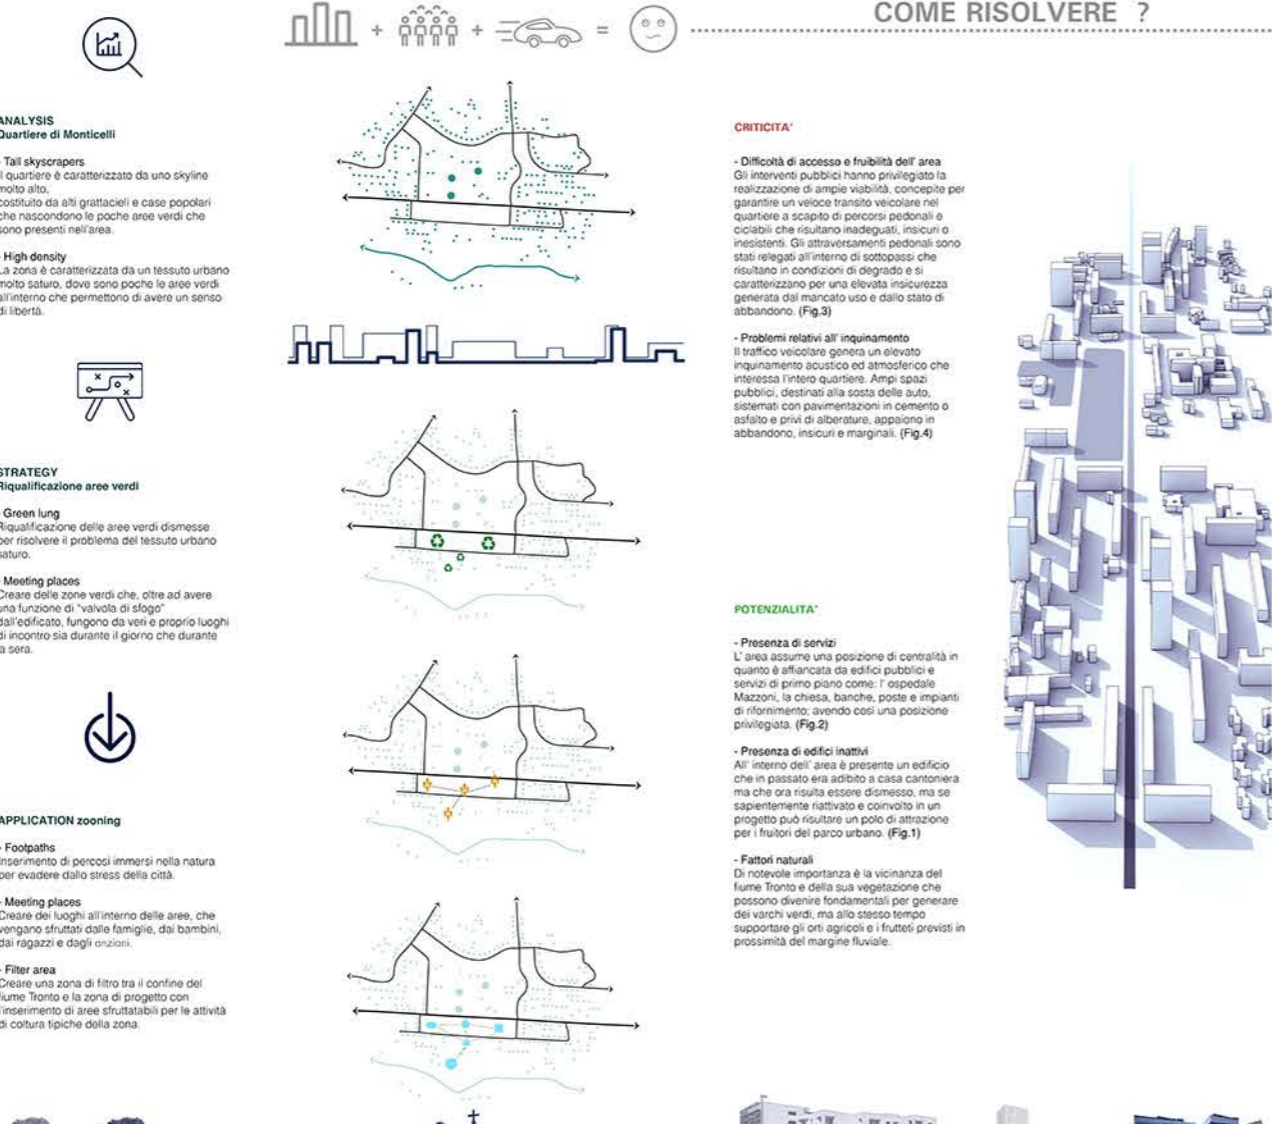 COME RISOLVERE ?
+ + =
ANALYSIS
Quartiere di Monticelli
- Tall skyscrapers
Il quartiere è caratterizzato da uno skyline
molto alto,
costituito da alti grattacieli e case popolari
che nascondono le poche aree verdi che
sono presenti nell'area.
- High density
La zona è caratterizzata da un tessuto urbano
molto saturo, dove sono poche le aree verdi
all'interno che permettono di avere un senso
di libertà.
STRATEGY
Riqualificazione aree verdi
- Green lung
Riqualificazione delle aree verdi dismesse
per risolvere il problema del tessuto urbano
saturo.
- Meeting places
Creare delle zone verdi che, oltre ad avere
una funzione di "valvola di sfogo"
dall'edificato, fungono da veri e proprio luoghi
di incontro sia durante il giorno che durante
la sera.
APPLICATION zooning
- Footpaths
Inserimento di percosi immersi nella natura
per evadere dallo stress della città.
- Meeting places
Creare dei luoghi all'interno delle aree, che
vengano sfruttati dalle famiglie, dai bambini,
dai ragazzi e dagli anziani.
- Filter area
Creare una zona di filtro tra il confine del
fiume Tronto e la zona di progetto con
l'inserimento di aree sfruttatabili per le attività
di coltura tipiche della zona.
CRITICITA'
- Difficoltà di accesso e fruibilità dell' area
Gli interventi pubblici hanno privilegiato la
realizzazione di ampie viabilità, concepite per
garantire un veloce transito veicolare nel
quartiere a scapito di percorsi pedonali e
ciclabili che risultano inadeguati, insicuri o
inesistenti. Gli attraversamenti pedonali sono
stati relegati all'interno di sottopassi che
risultano in condizioni di degrado e si
caratterizzano per una elevata insicurezza
generata dal mancato uso e dallo stato di
abbandono. (Fig.3)
- Problemi relativi all' inquinamento
Il traffico veicolare genera un elevato
inquinamento acustico ed atmosferico che
interessa l'intero quartiere. Ampi spazi
pubblici, destinati alla sosta delle auto,
sistemati con pavimentazioni in cemento o
asfalto e privi di alberature, appaiono in
abbandono, insicuri e marginali. (Fig.4)
POTENZIALITA'
- Presenza di servizi
L' area assume una posizione di centralità in
quanto è affiancata da edifici pubblici e
servizi di primo piano come: l' ospedale
Mazzoni, la chiesa, banche, poste e impianti
di rifornimento; avendo così una posizione
privilegiata. (Fig.2)
- Presenza di edifici inattivi
All' interno dell' area è presente un edificio
che in passato era adibito a casa cantoniera
ma che ora risulta essere dismesso, ma se
sapientemente riattivato e coinvolto in un
progetto può risultare un polo di attrazione
per i fruitori del parco urbano. (Fig.1)
- Fattori naturali
Di notevole importanza è la vicinanza del
fiume Tronto e della sua vegetazione che
possono divenire fondamentali per generare
dei varchi verdi, ma allo stesso tempo
supportare gli orti agricoli e i frutteti previsti in
prossimità del margine fluviale.